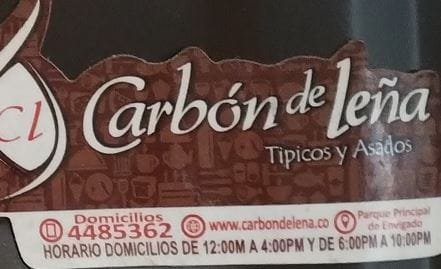 Cl
Carbón de leña
Típicos y Asados
Domicilios
4485362
www.carbondelena.co
Parque Principal
de Envigado
HORARIO DOMICILIOS DE 12:00M A 4:00PM Y DE 6:00PM A 10:00PM